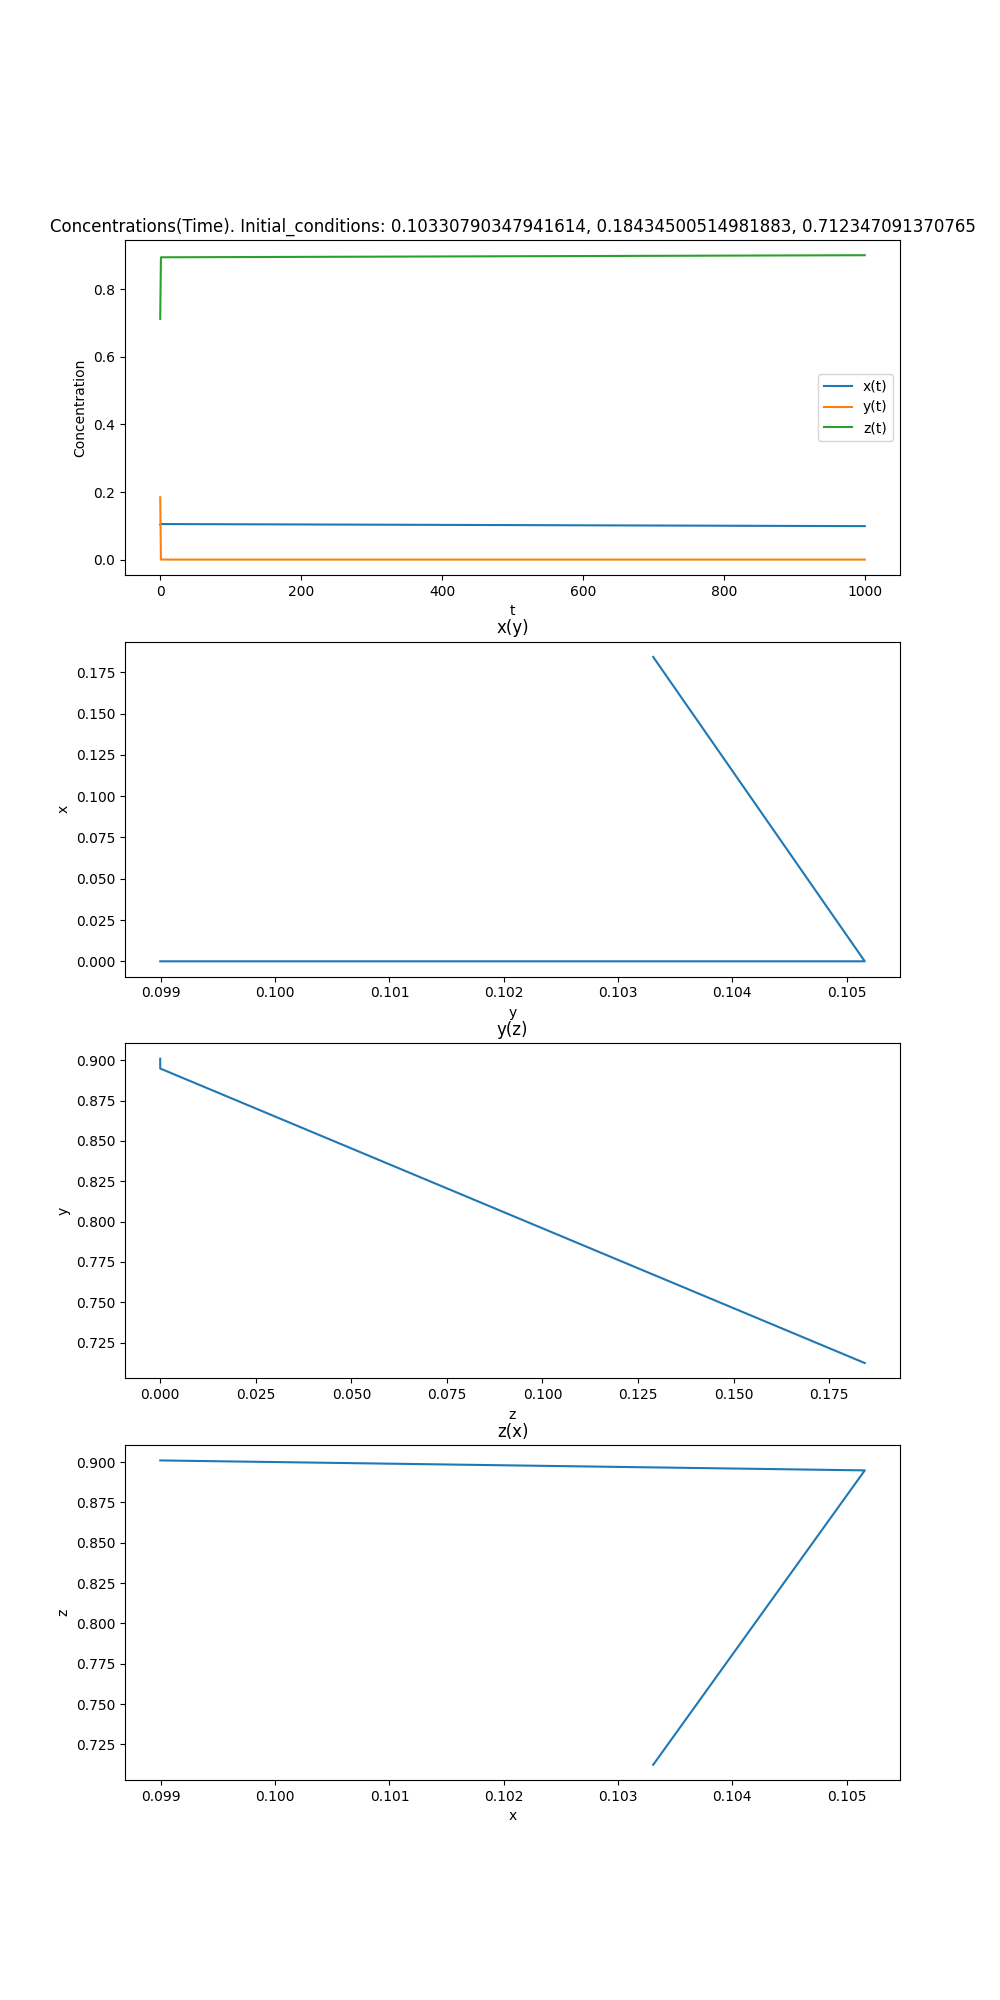 Concentrations(Time). Initial_conditions: 0.10330790347941614, 0.18434500514981883, 0.712347091370765
0.8
0.6
0.4
0.2
0.0
Concentration
x(t)
y(t)
z(t)
0 200 400 600 800 1000
t
x(y)
0.175
0.150
0.125
0.100
0.075
0.050
0.025
0.000
x
0.099 0.100 0.101 0.102 0.103 0.104 0.105
y
y(z)
0.900
0.875
0.850
0.825
0.800
0.775
0.750
0.725
y
0.000 0.025 0.050 0.075 0.100 0.125 0.150 0.175
z
z(x)
0.900
0.875
0.850
0.825
0.800
0.775
0.750
0.725
z
0.099 0.100 0.101 0.102 0.103 0.104 0.105
x